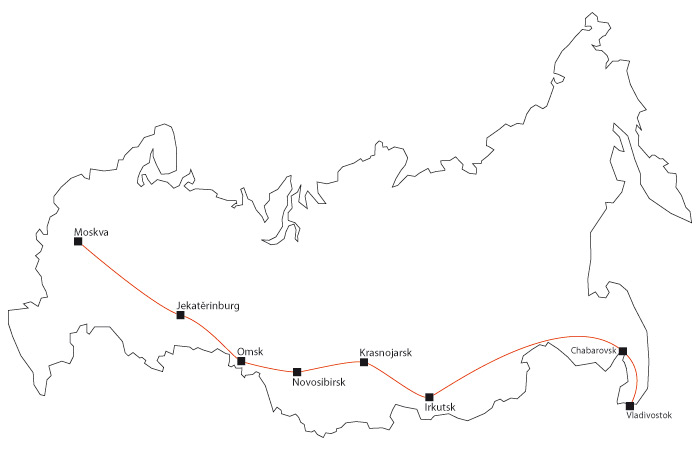 Moskva
Jekatěrinburg
Omsk
Krasnojarsk
Chabarovsk
Novosibirsk
Irkutsk
Vladivostok